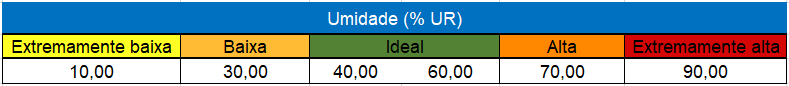 Umidade (% UR)
Extremamente baixa Baixa Ideal Alta Extremamente alta
10,00 30,00 40,00 60,00 70,00 90,00